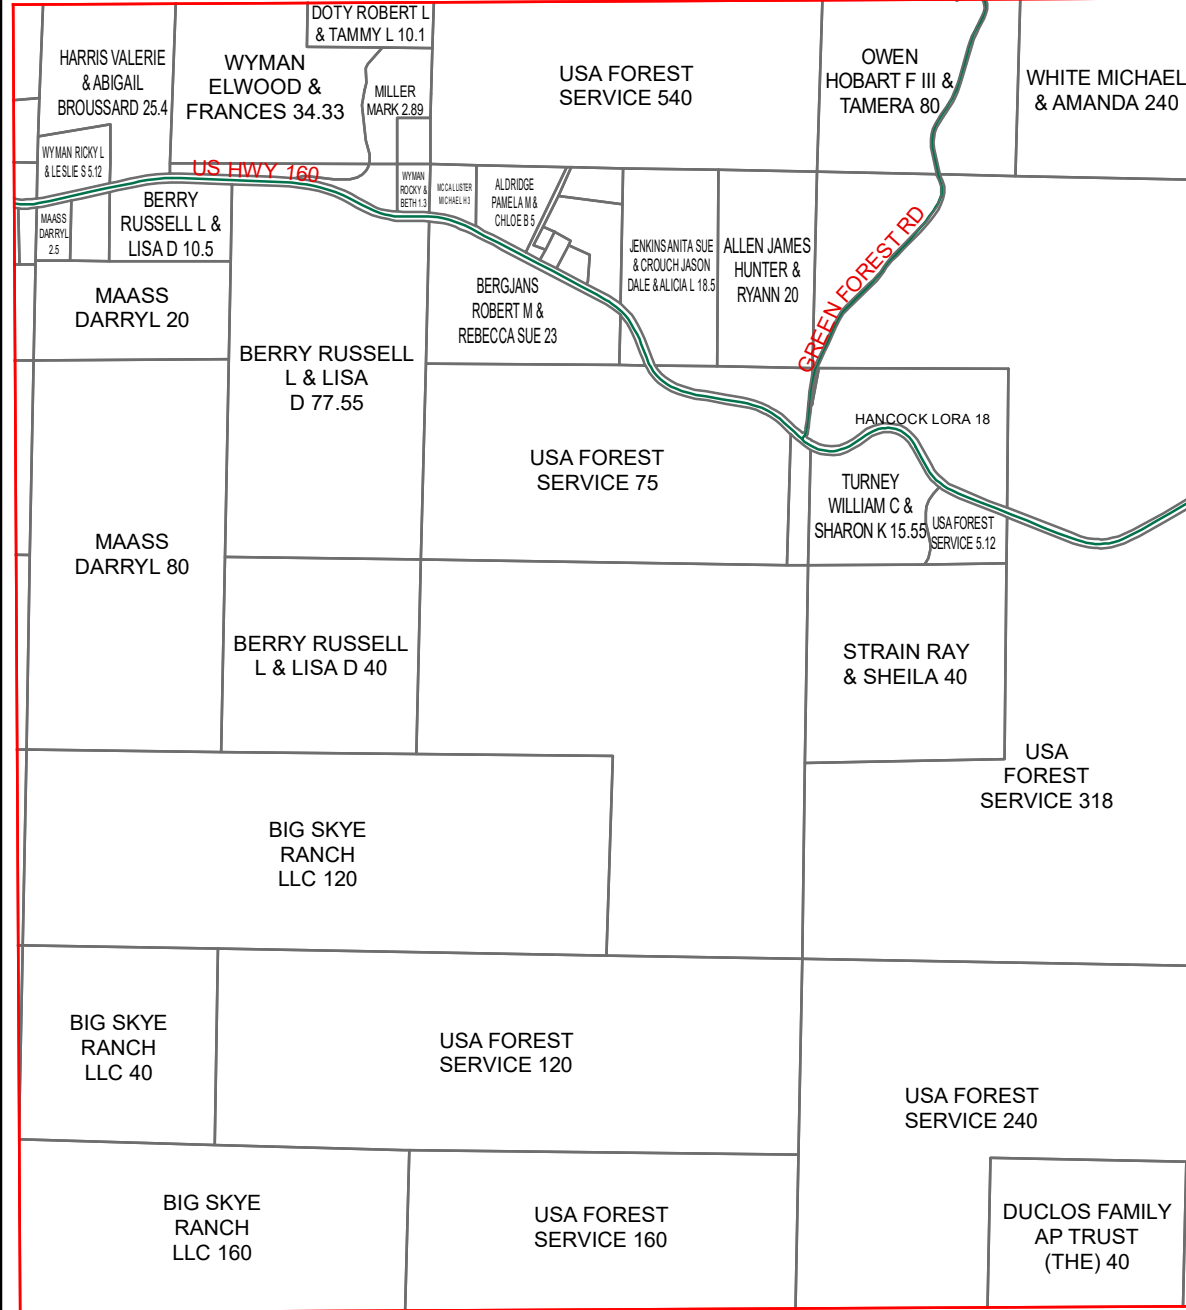 DOTY ROBERT L
& TAMMY L 10.1
HARRIS VALERIE
& ABIGAIL
BROUSSARD 25.4
WYMAN
ELWOOD &
FRANCES 34.33
MILLER
MARK 2.89
USA FOREST
SERVICE 540
OWEN
HOBART F III &
TAMERA 80
WHITE MICHAEL
& AMANDA 240
WYMAN RICKY L
& LESLIE S 5.12
US HWY 160
WYMAN
ROCKY &
BETH 1.3
MCCALUSTER
MICHAEL H 3
ALDRIDGE
PAMELA M &
CHLOE B 5
MAASS
DARRYL
2.5
BERRY
RUSSELL L &
LISA D 10.5
JENKINS ANITA SUE
& CROUCH JASON
DALE & ALICIA L 18.5
ALLEN JAMES
HUNTER &
RYANN 20
GREEN FOREST RD
MAASS
DARRYL 20
BERGJANS
ROBERT M &
REBECCA SUE 23
BERRY RUSSELL
L & LISA
D 77.55
HANCOCK LORA 18
USA FOREST
SERVICE 75
TURNEY
WILLIAM C &
SHARON K 15.55
USA FOREST
SERVICE 5.12
MAASS
DARRYL 80
BERRY RUSSELL
L & LISA D 40
STRAIN RAY
& SHEILA 40
USA
FOREST
SERVICE 318
BIG SKYE
RANCH
LLC 120
BIG SKYE
RANCH
LLC 40
USA FOREST
SERVICE 120
USA FOREST
SERVICE 240
BIG SKYE
RANCH
LLC 160
USA FOREST
SERVICE 160
DUCLOS FAMILY
AP TRUST
(THE) 40